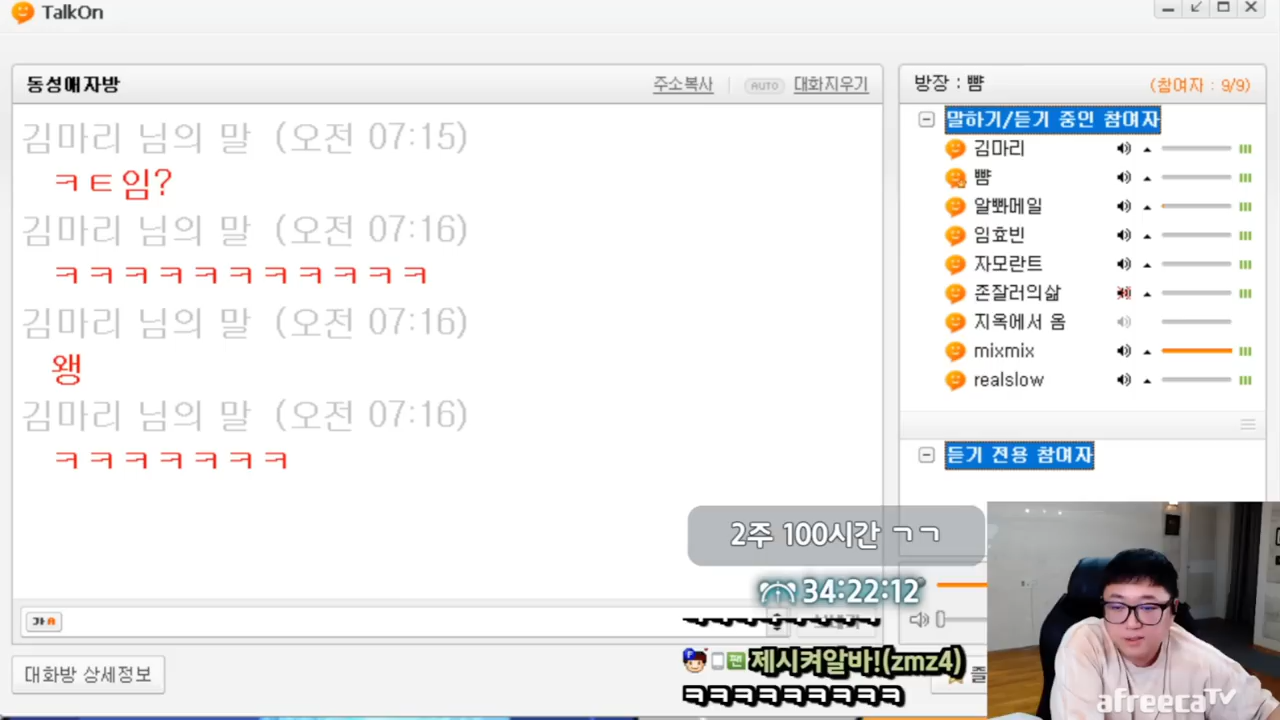 TalkOn
동성애자방
주소복사
AUTO
대화지우기
김마리 님의 말 (오전 07:15)
ㅋㅌ임?
김마리 님의 말 (오전 07:16)
ㅋㅋㅋㅋㅋㅋㅋㅋㅋㅋㅋ
김마리 님의 말 (오전 07:16)
왱
김마리 님의 말 (오전 07:16)
ㅋㅋㅋㅋㅋㅋㅋ
가
대화방 상세정보
방장 : 뺨
(참여자 : 9/9)
말하기/듣기 중인 참여자
김마리
뺨
알빠메일
임효빈
자모란트
존잘러의삶
지옥에서 옴
mixmix
realslow
듣기 전용 참여자
2주 100시간 ㄱㄱ
34:22:12
팬 제시켜알바!(zmz4)
ㅋㅋㅋㅋㅋㅋㅋㅋㅋ
즐
afreecaTV